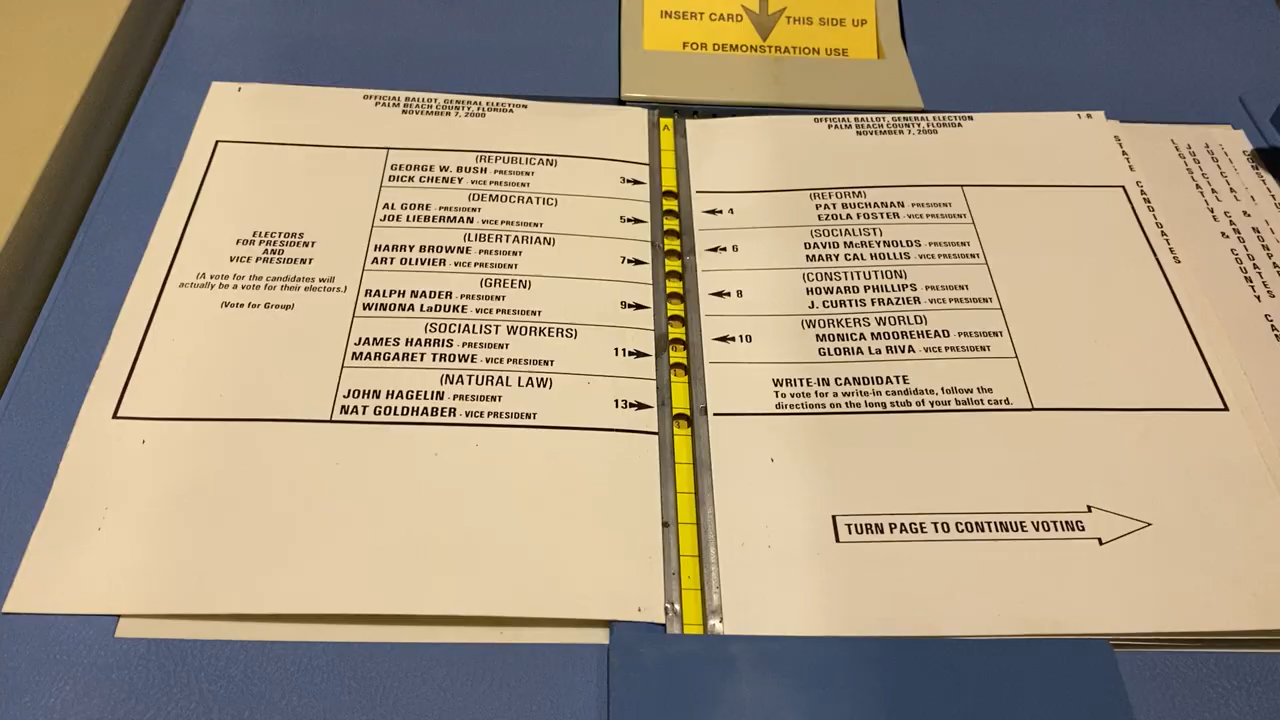 INSERT CARD THIS SIDE UP
FOR DEMONSTRATION USE
1
OFFICIAL BALLOT, GENERAL ELECTION
PALM BEACH COUNTY, FLORIDA
NOVEMBER 7, 2000
ELECTORS
FOR PRESIDENT
AND
VICE PRESIDENT
(A vote for the candidates will
actually be a vote for their electors.)
(Vote for Group)
(REPUBLICAN)
GEORGE W. BUSH - PRESIDENT
DICK CHENEY - VICE PRESIDENT
3
(DEMOCRATIC)
AL GORE - PRESIDENT
JOE LIEBERMAN - VICE PRESIDENT
5
(LIBERTARIAN)
HARRY BROWNE - PRESIDENT
ART OLIVIER - VICE PRESIDENT
7
(GREEN)
RALPH NADER - PRESIDENT
WINONA LaDUKE - VICE PRESIDENT
9
(SOCIALIST WORKERS)
JAMES HARRIS - PRESIDENT
MARGARET TROWE - VICE PRESIDENT
11
(NATURAL LAW)
JOHN HAGELIN - PRESIDENT
NAT GOLDHABER - VICE PRESIDENT
13
A
OFFICIAL BALLOT, GENERAL ELECTION
PALM BEACH COUNTY, FLORIDA
NOVEMBER 7, 2000
1-R
(REFORM)
4
PAT BUCHANAN - PRESIDENT
EZOLA FOSTER - VICE PRESIDENT
(SOCIALIST)
6
DAVID McREYNOLDS - PRESIDENT
MARY CAL HOLLIS - VICE PRESIDENT
(CONSTITUTION)
8
HOWARD PHILLIPS - PRESIDENT
J. CURTIS FRAZIER - VICE PRESIDENT
(WORKERS WORLD)
10
MONICA MOOREHEAD - PRESIDENT
GLORIA La RIVA - VICE PRESIDENT
WRITE-IN CANDIDATE
To vote for a write-in candidate, follow the
directions on the long stub of your ballot card.
TURN PAGE TO CONTINUE VOTING
STATE CANDIDATES
LEGISLATIVE & COUNTY
JUDICIAL CANDIDATES